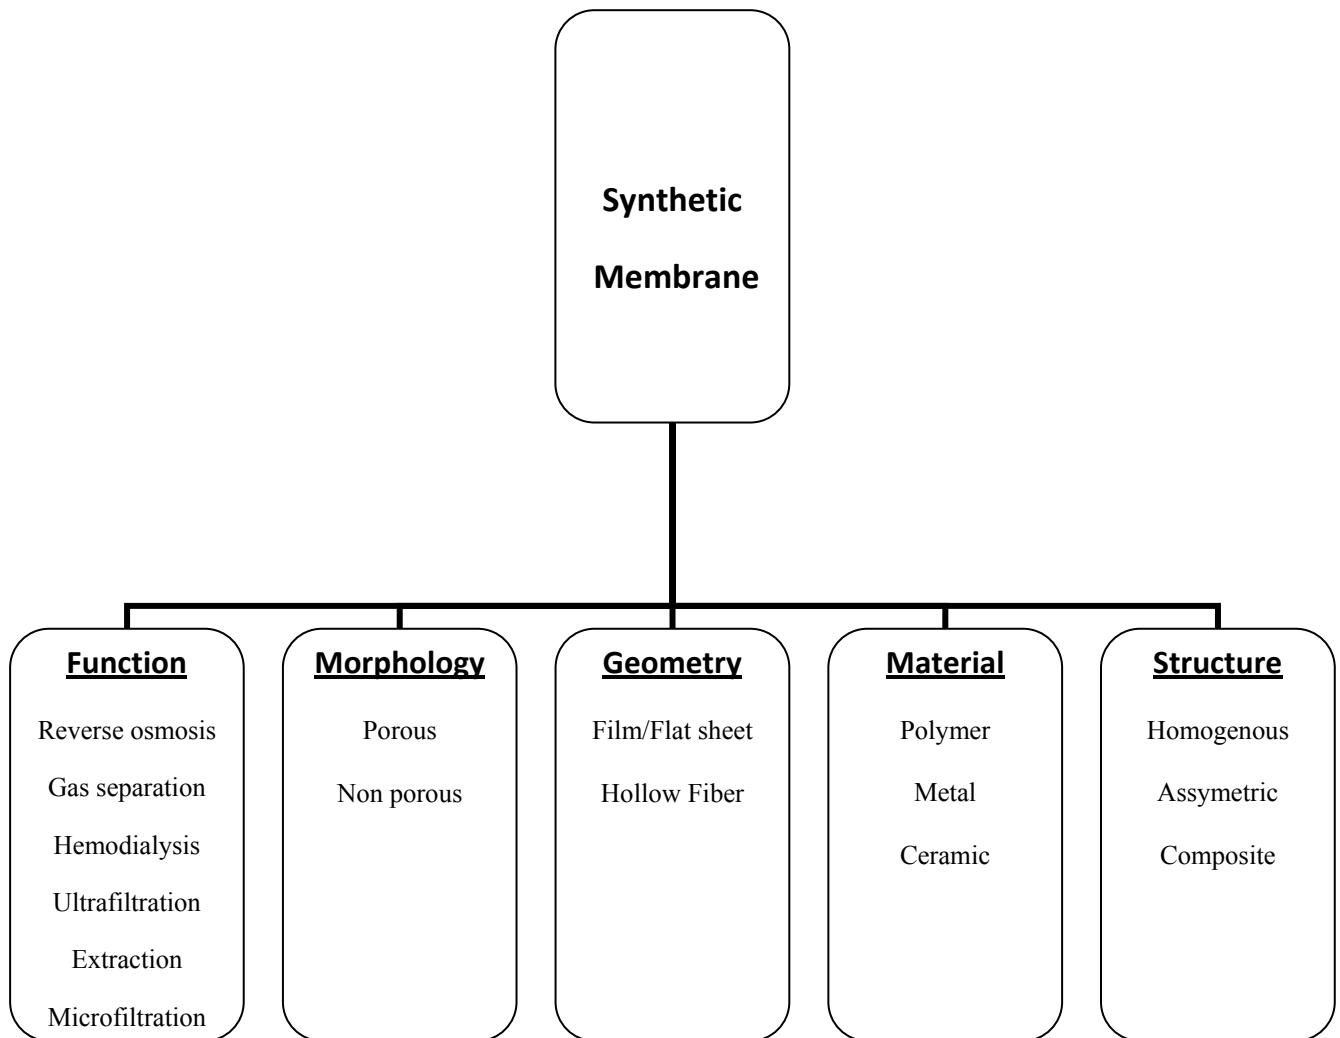 Synthetic
Membrane
Function
Reverse osmosis
Gas separation
Hemodialysis
Ultrafiltration
Extraction
Microfiltration
Morphology
Porous
Non porous
Geometry
Film/Flat sheet
Hollow Fiber
Material
Polymer
Metal
Ceramic
Structure
Homogenous
Assymetric
Composite